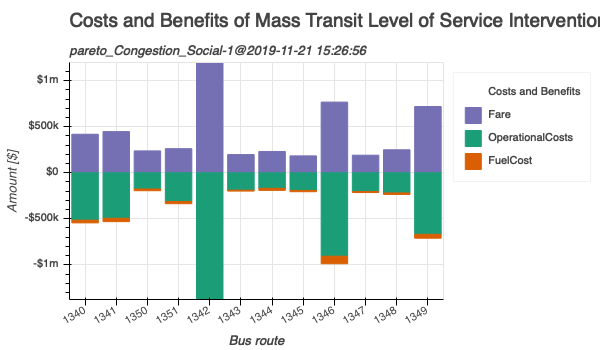 Costs and Benefits of Mass Transit Level of Service Intervention
pareto_Congestion_Social-1@2019-11-21 15:26:56
Costs and Benefits
Fare
OperationalCosts
FuelCost
Amount [$]
$1m
$500k
$0
-$500k
-$1m
1340 1341 1350 1351 1342 1343 1344 1345 1346 1347 1348 1349
Bus route